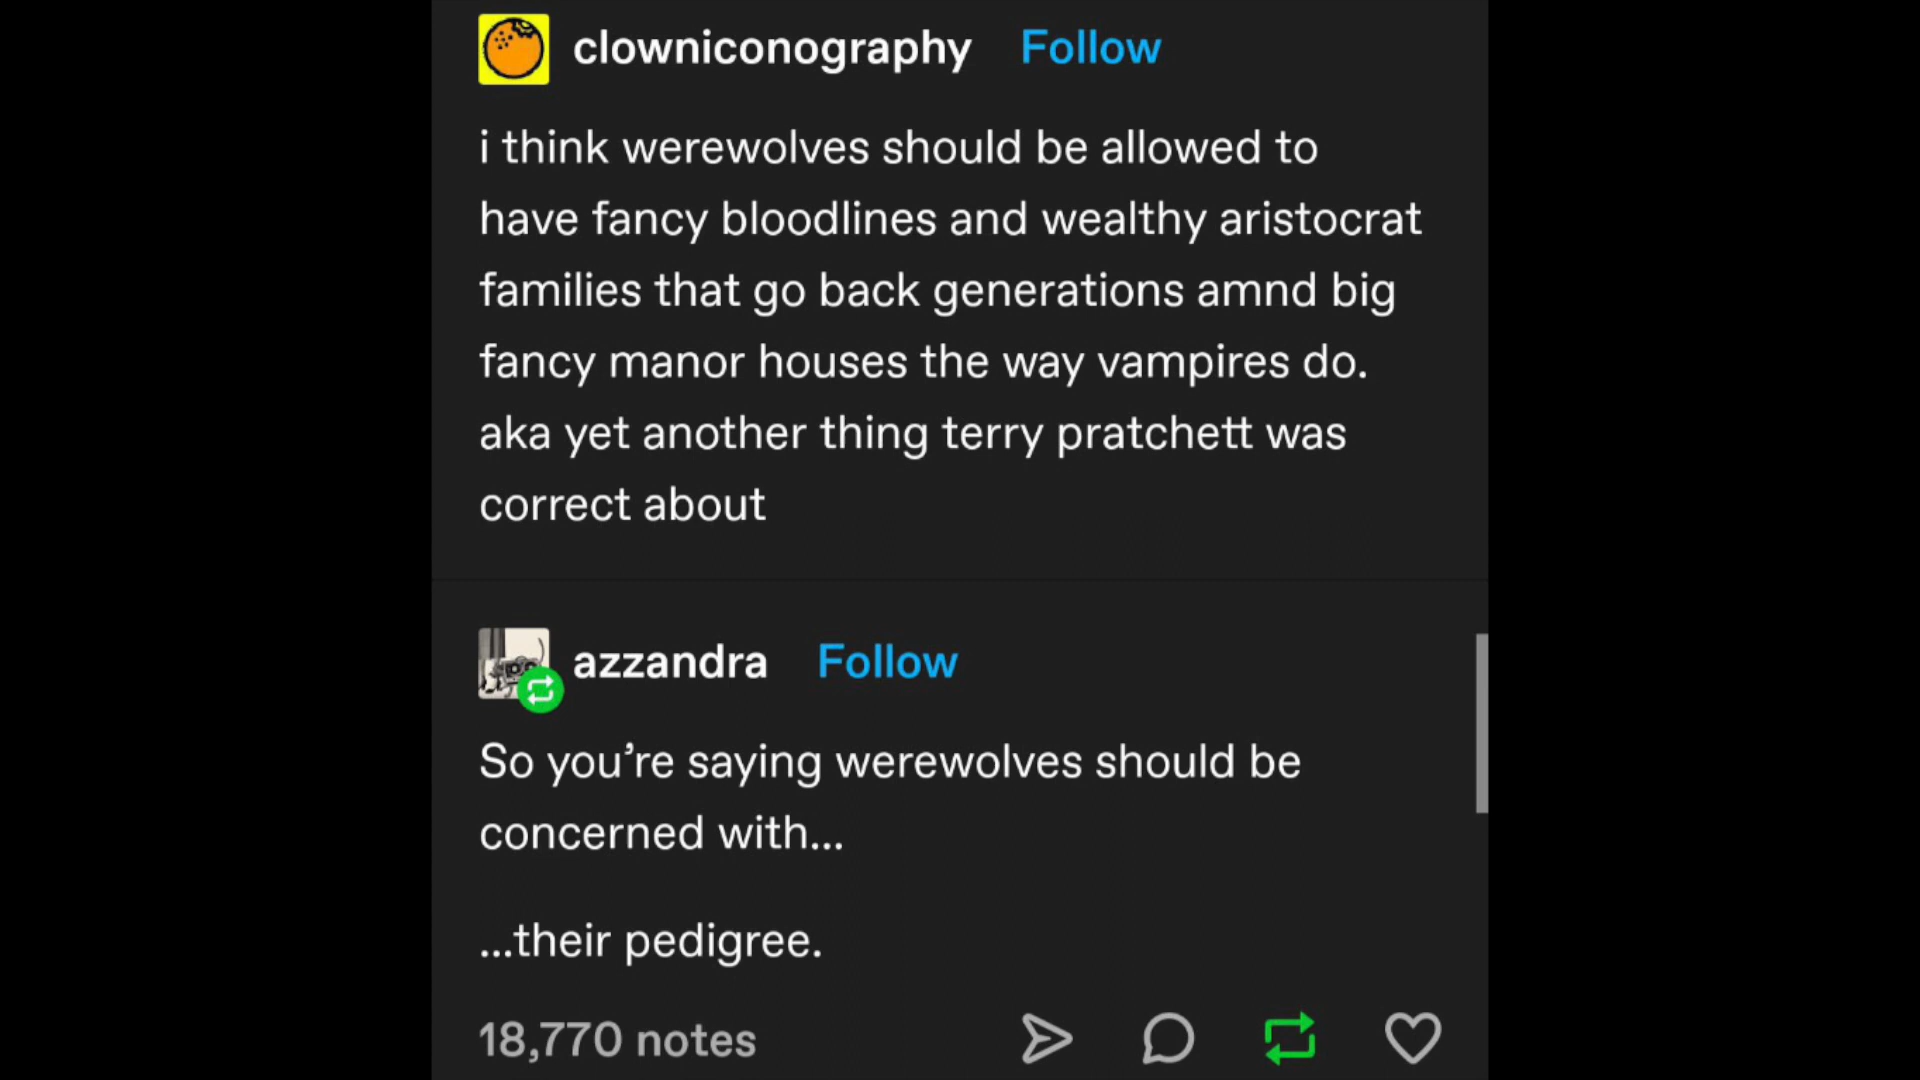 clowniconography Follow
i think werewolves should be allowed to
have fancy bloodlines and wealthy aristocrat
families that go back generations amnd big
fancy manor houses the way vampires do.
aka yet another thing terry pratchett was
correct about
azzandra Follow
So you’re saying werewolves should be
concerned with...
...their pedigree.
18,770 notes